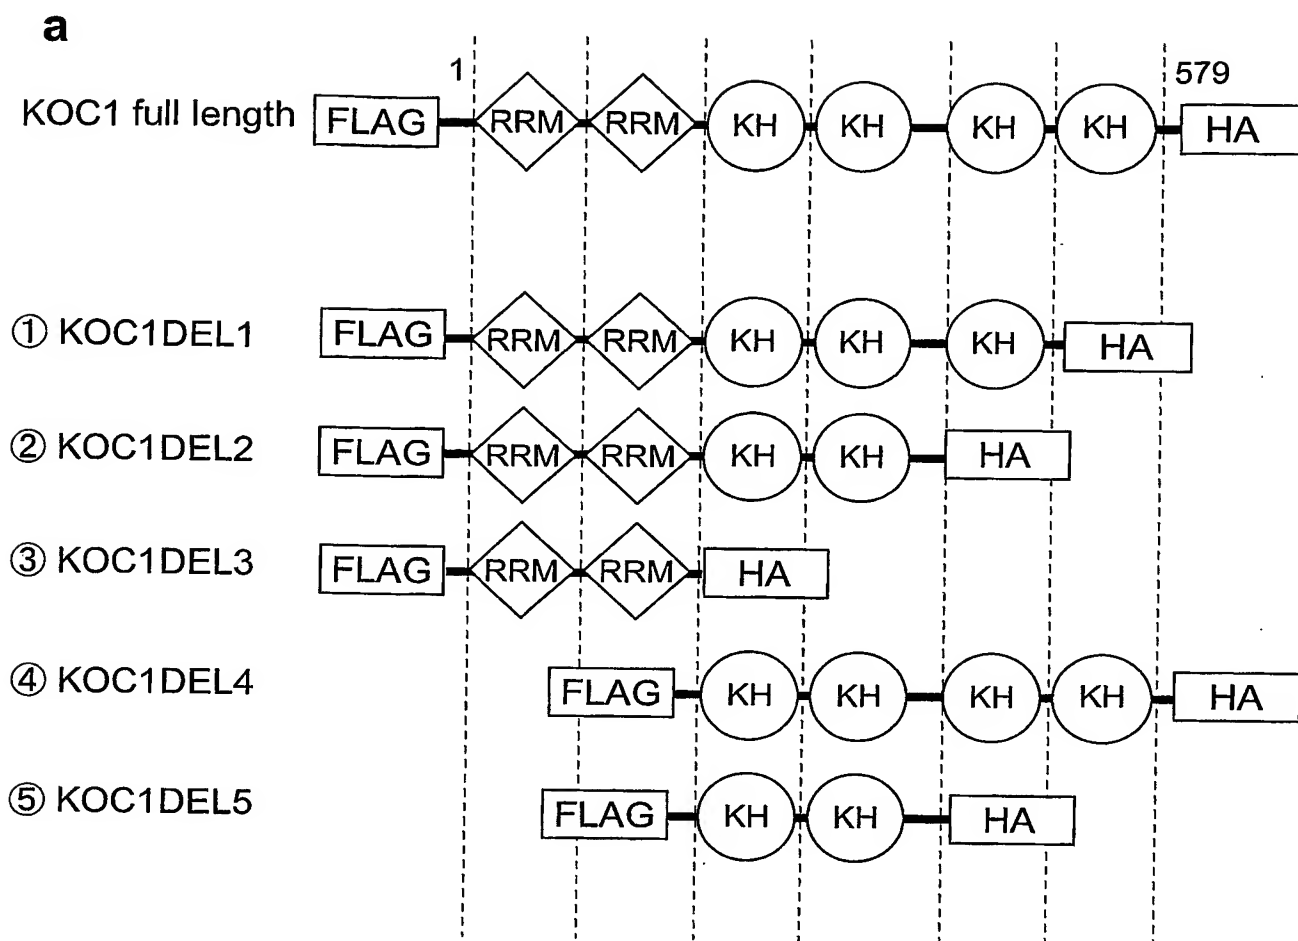 a
1 579
KOC1 full length FLAG RRM RRM KH KH KH KH HA
① KOC1DEL1 FLAG RRM RRM KH KH KH HA
② KOC1DEL2 FLAG RRM RRM KH KH HA
③ KOC1DEL3 FLAG RRM RRM HA
④ KOC1DEL4 FLAG KH KH KH KH HA
⑤ KOC1DEL5 FLAG KH KH HA